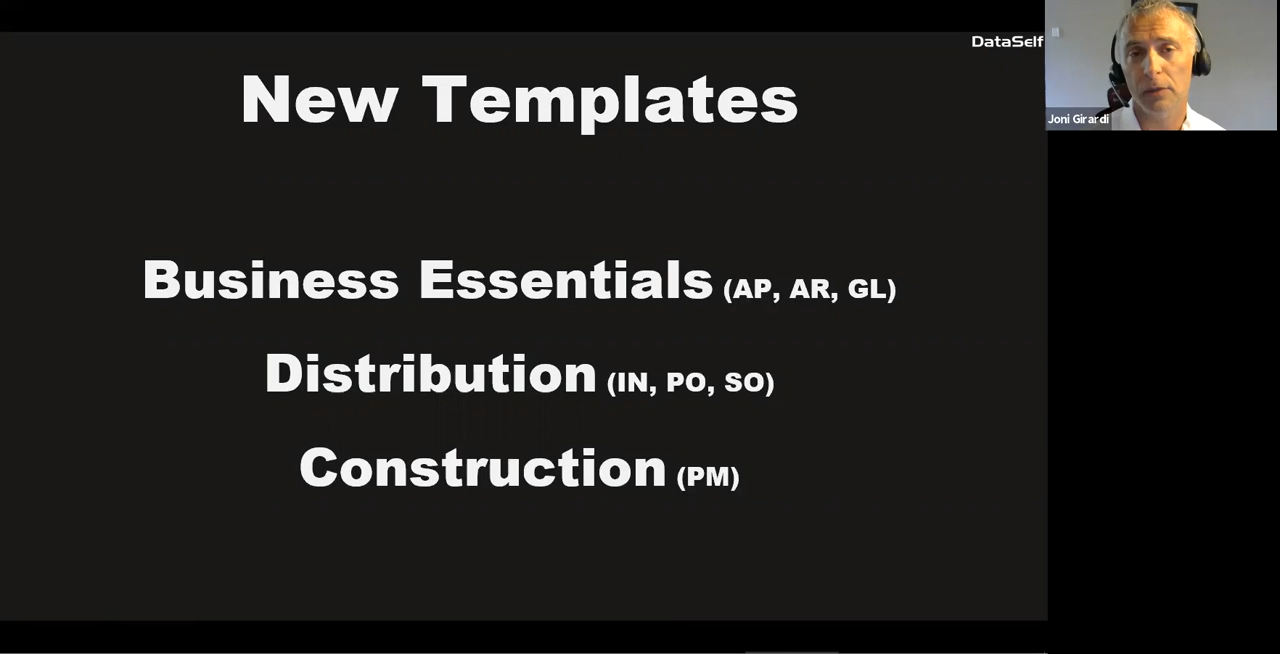 DataSelf
New Templates
Joni Girardi
Business Essentials (AP, AR, GL)
Distribution (IN, PO, SO)
Construction (PM)